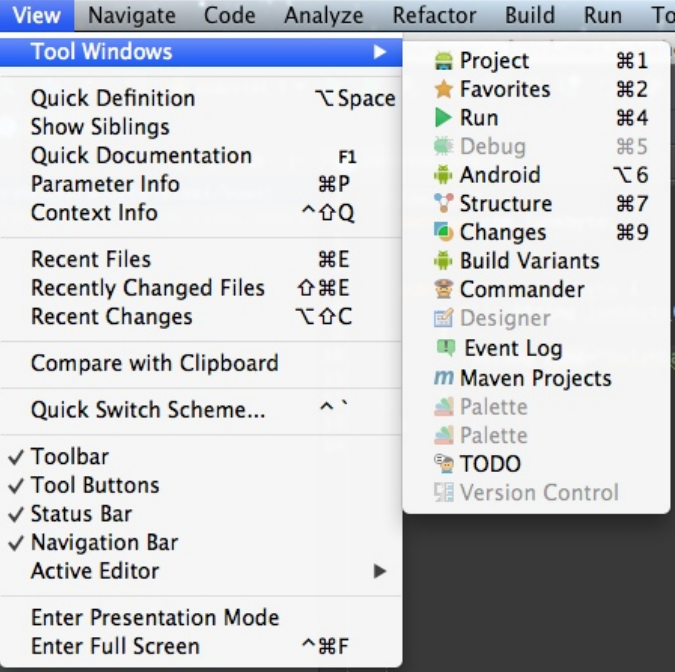 View Navigate Code Analyze Refactor Build Run To
Tool Windows
Quick Definition ⌥Space
Show Siblings
Quick Documentation F1
Parameter Info ⌘P
Context Info ^⇧Q
Recent Files ⌘E
Recently Changed Files ⇧⌘E
Recent Changes ⌥⇧C
Compare with Clipboard
Quick Switch Scheme... ^`
Toolbar
Tool Buttons
Status Bar
Navigation Bar
Active Editor
Enter Presentation Mode
Enter Full Screen ^⌘F
Project ⌘1
Favorites ⌘2
Run ⌘4
Debug ⌘5
Android ⌥6
Structure ⌘7
Changes ⌘9
Build Variants
Commander
Designer
Event Log
Maven Projects
Palette
Palette
TODO
Version Control